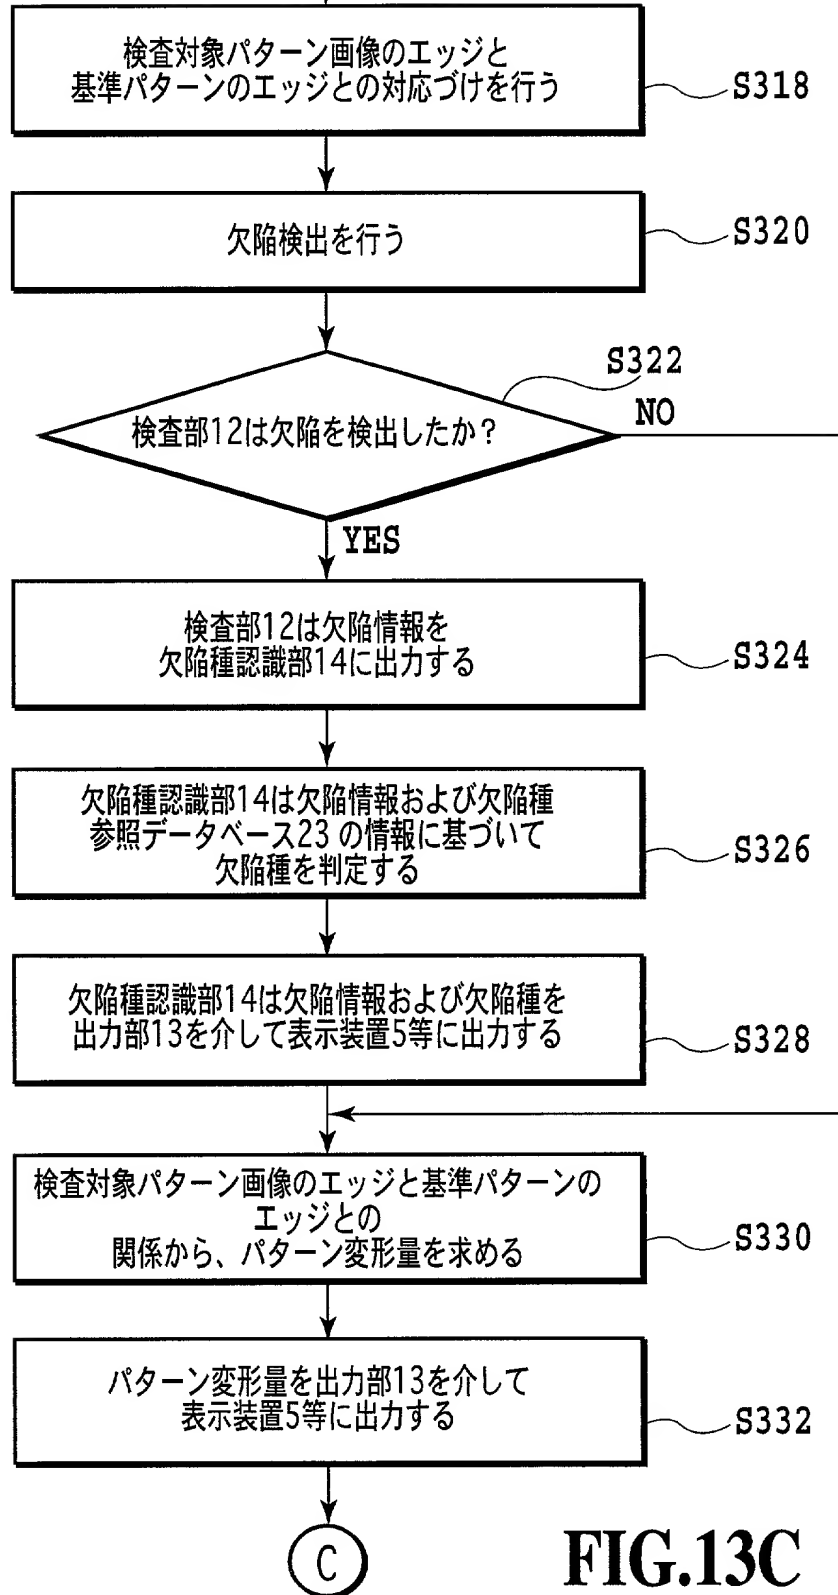 検査対象パターン画像のエッジと
基準パターンのエッジとの対応づけを行う
S318
欠陥検出を行う
S320
S322
検査部12は欠陥を検出したか？
NO
YES
検査部12は欠陥情報を
欠陥種認識部14に出力する
S324
欠陥種認識部14は欠陥情報および欠陥種
参照データベース23 の情報に基づいて
欠陥種を判定する
S326
欠陥種認識部14は欠陥情報および欠陥種を
出力部13を介して表示装置5等に出力する
S328
検査対象パターン画像のエッジと基準パターンの
エッジとの
関係から、パターン変形量を求める
S330
パターン変形量を出力部13を介して
表示装置5等に出力する
S332
C
FIG.13C